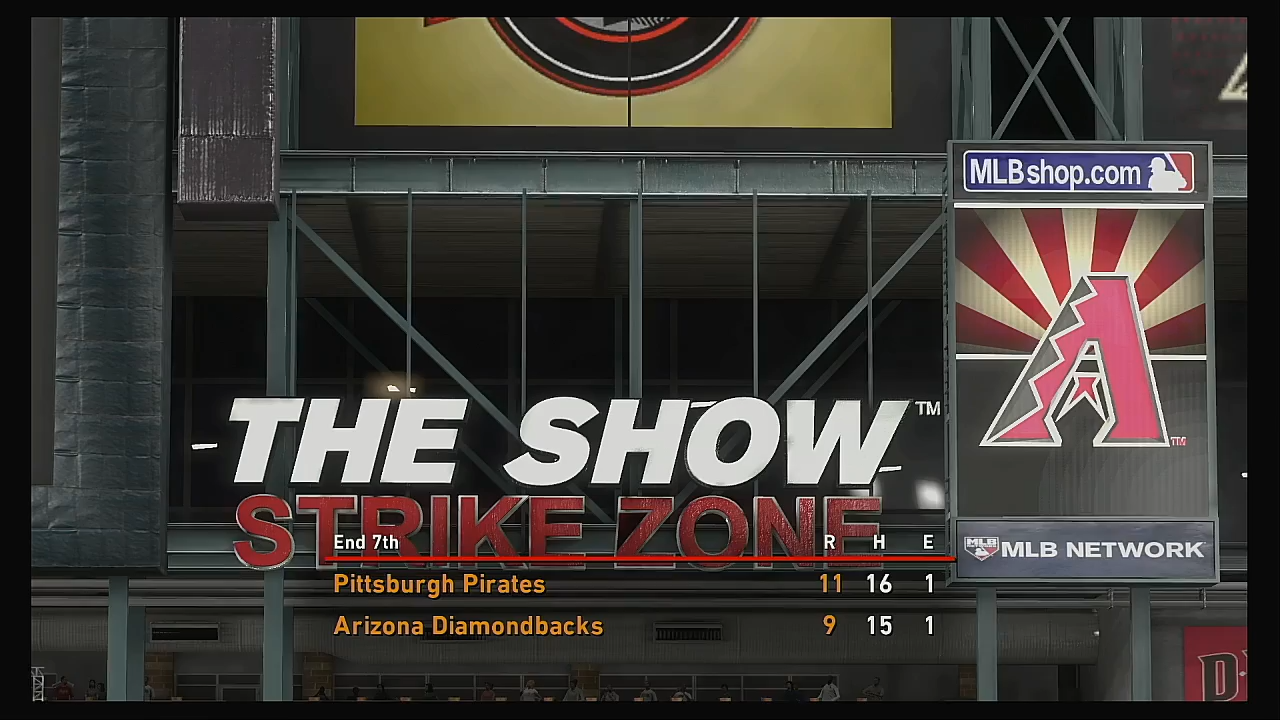 MLBshop.com
A
TM
THE SHOW™
STRIKE ZONE
End 7th R H E
MLB NETWORK
Pittsburgh Pirates 11 16 1
Arizona Diamondbacks 9 15 1
D